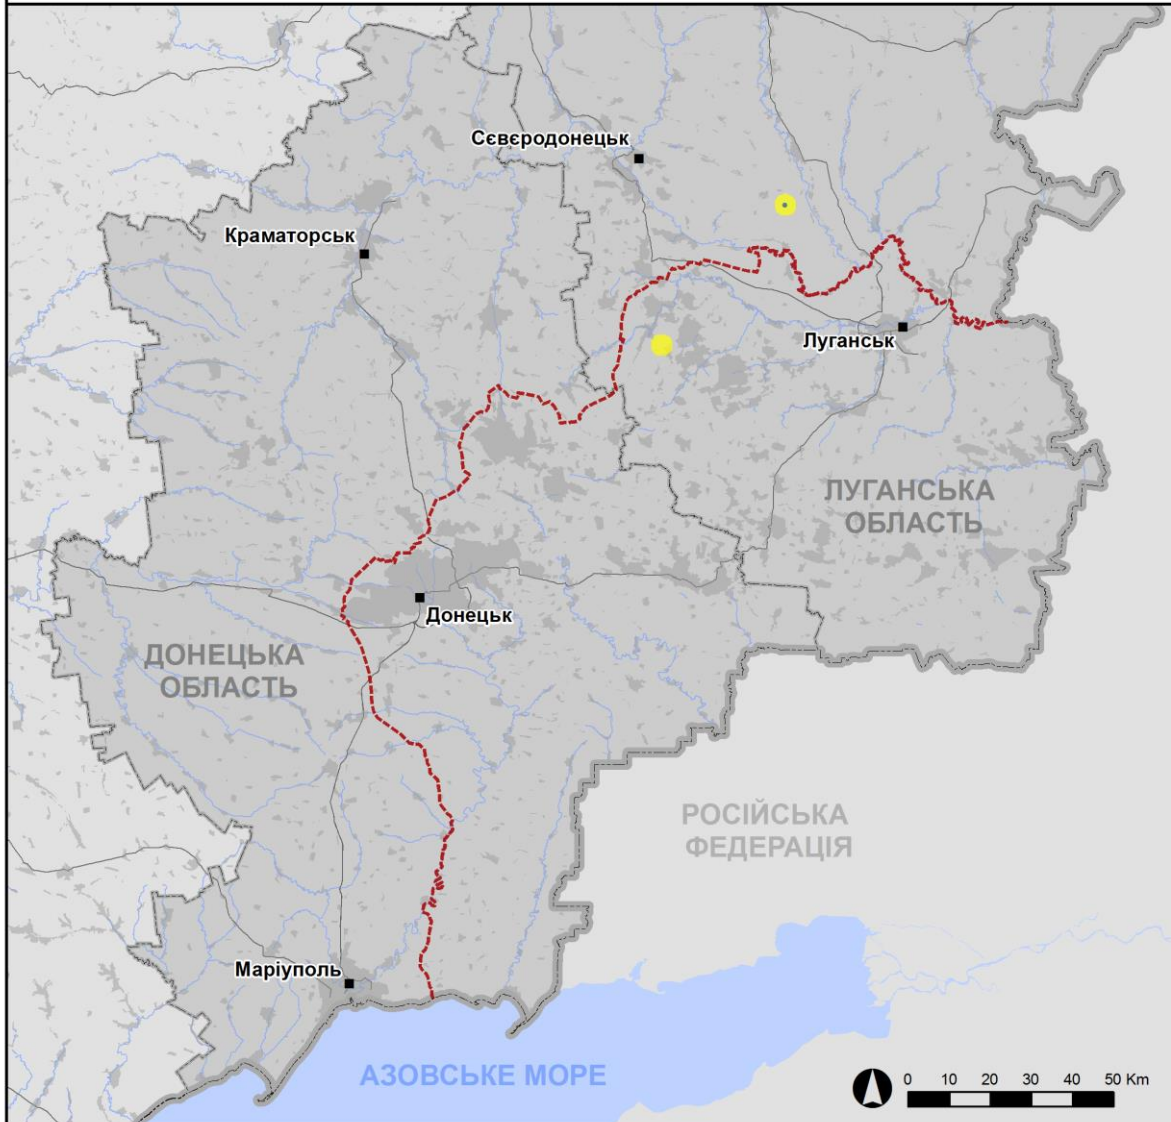 Сєвєродонецьк
Краматорськ
Луганськ
ЛУГАНСЬКА
ОБЛАСТЬ
Донецьк
ДОНЕЦЬКА
ОБЛАСТЬ
РОСІЙСЬКА
ФЕДЕРАЦІЯ
Маріуполь
АЗОВСЬКЕ МОРЕ
0 10 20 30 40 50 Km